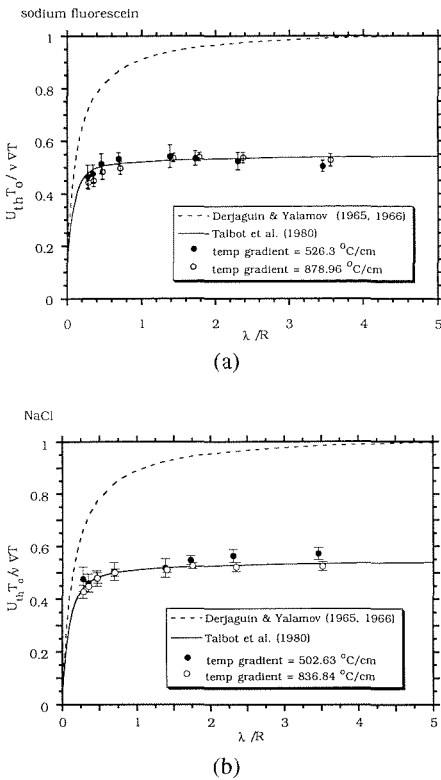 sodium fluorescein
(a)
1
0.8
0.6
0.4
0.2
0
U_th T_o / ν ∇T
Derjaguin & Yalamov (1965, 1966)
Talbot et al. (1980)
temp gradient = 526.3 °C/cm
temp gradient = 878.96 °C/cm
0 1 2 3 4 5
λ /R
(a)
NaCl
1
0.8
0.6
0.4
0.2
0
U_th T_o/ν ∇T
Derjaguin & Yalamov (1965, 1966)
Talbot et al. (1980)
temp gradient = 502.63 °C/cm
temp gradient = 836.84 °C/cm
0 1 2 3 4 5
λ /R
(b)